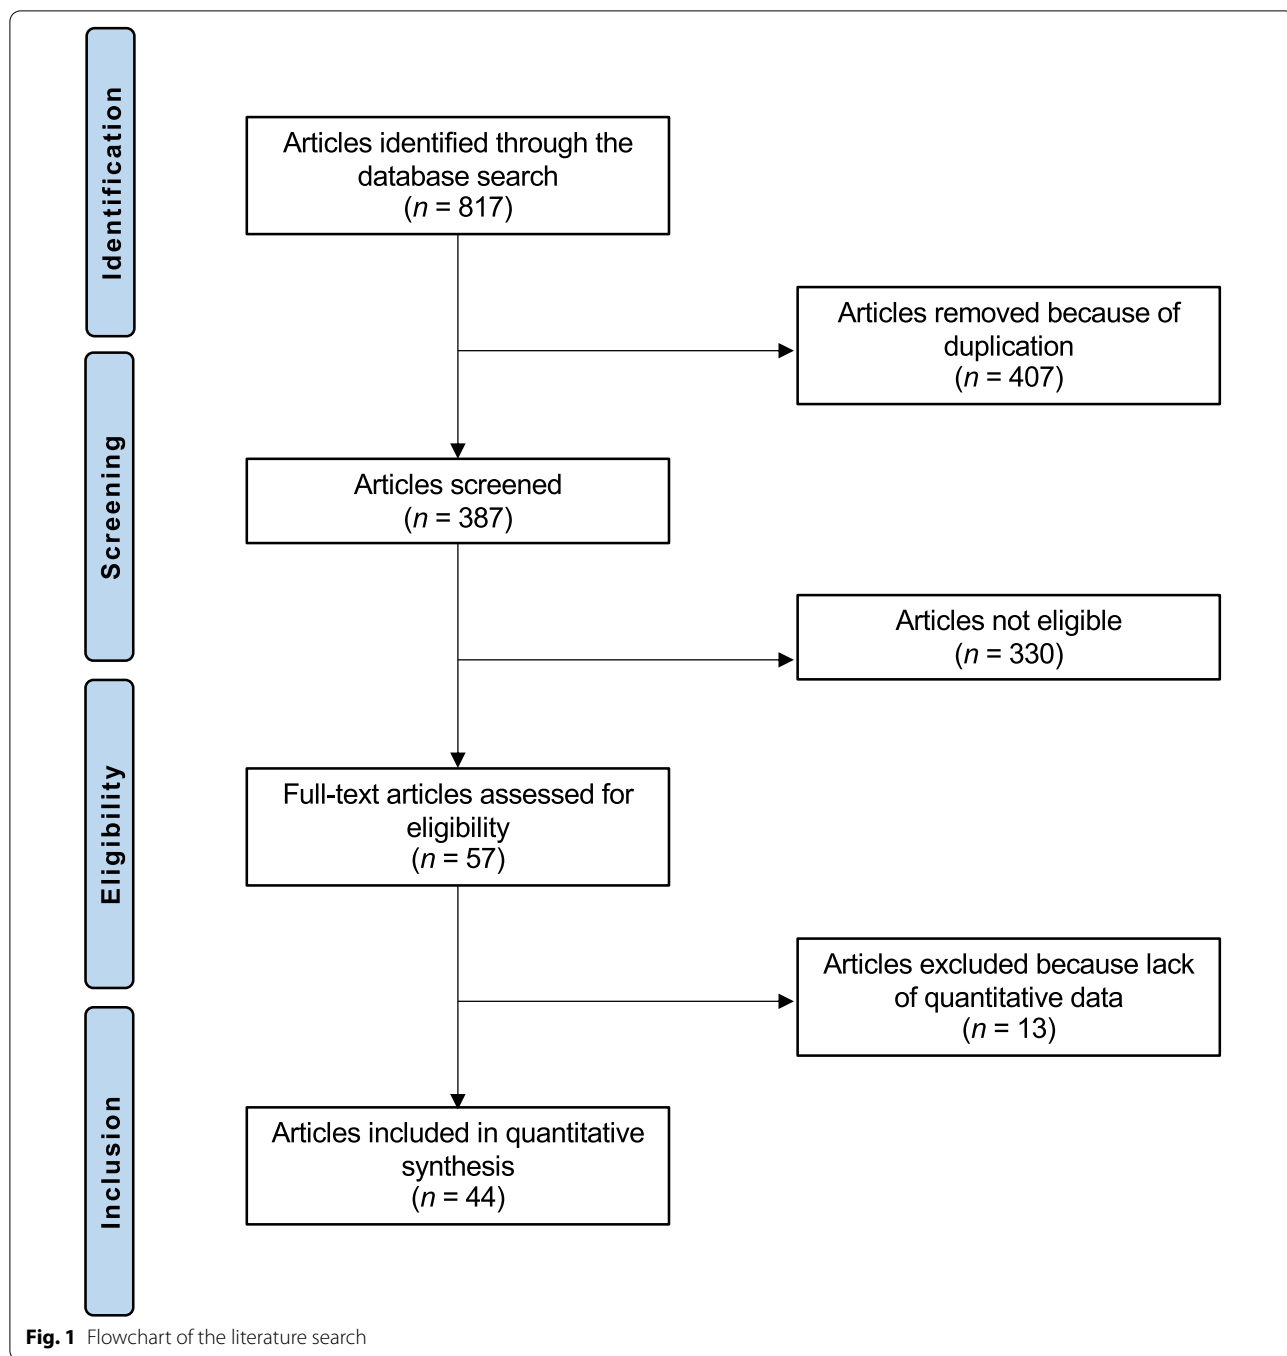 Identification
Articles identified through the
database search
(n = 817)
Articles removed because of
duplication
(n = 407)
Screening
Articles screened
(n = 387)
Articles not eligible
(n = 330)
Eligibility
Full-text articles assessed for
eligibility
(n = 57)
Articles excluded because lack
of quantitative data
(n = 13)
Inclusion
Articles included in quantitative
synthesis
(n = 44)
Fig. 1 Flowchart of the literature search